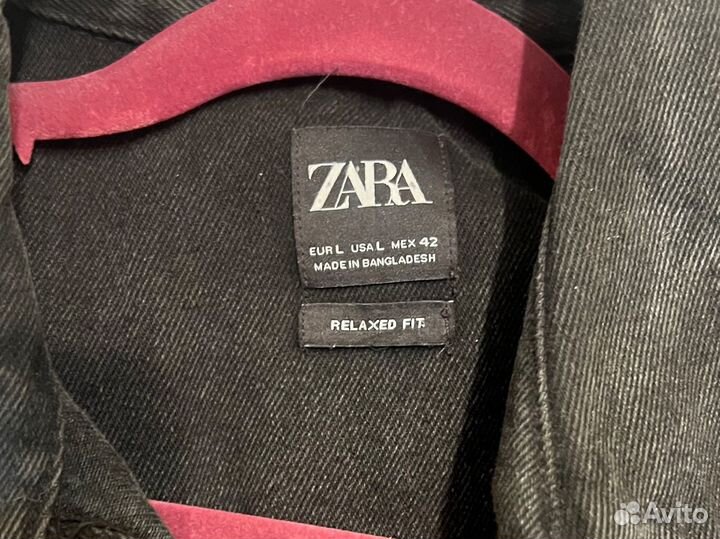 ZARA
EUR L USA L MEX 42
MADE IN BANGLADESH
RELAXED FIT
Avito